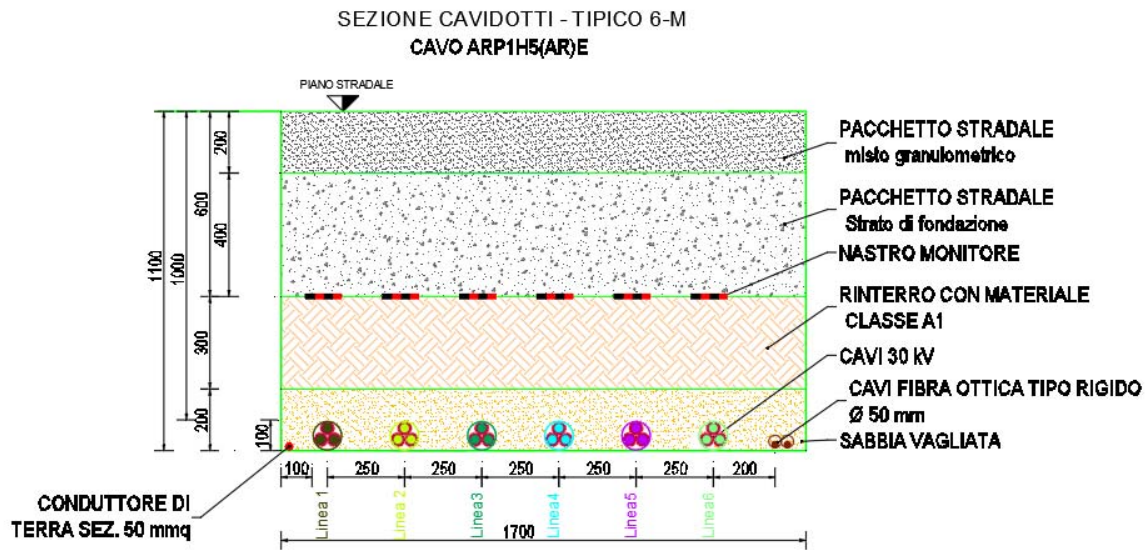 SEZIONE CAVIDOTTI - TIPICO 6-M
CAVO ARP1H5(AR)E
PIANO STRADALE
200
600
400
1100
1000
300
200
100
PACCHETTO STRADALE
misto granulometrico
PACCHETTO STRADALE
Strato di fondazione
NASTRO MONITORE
RINTERRO CON MATERIALE
CLASSE A1
CAVI 30 kV
CAVI FIBRA OTTICA TIPO RIGIDO
Ø 50 mm
SABBIA VAGLIATA
100
250
250
250
250
250
200
CONDUTTORE DI
TERRA SEZ. 50 mmq
Linea 1
Linea 2
Linea3
Linea4
Linea5
Linea6
1700